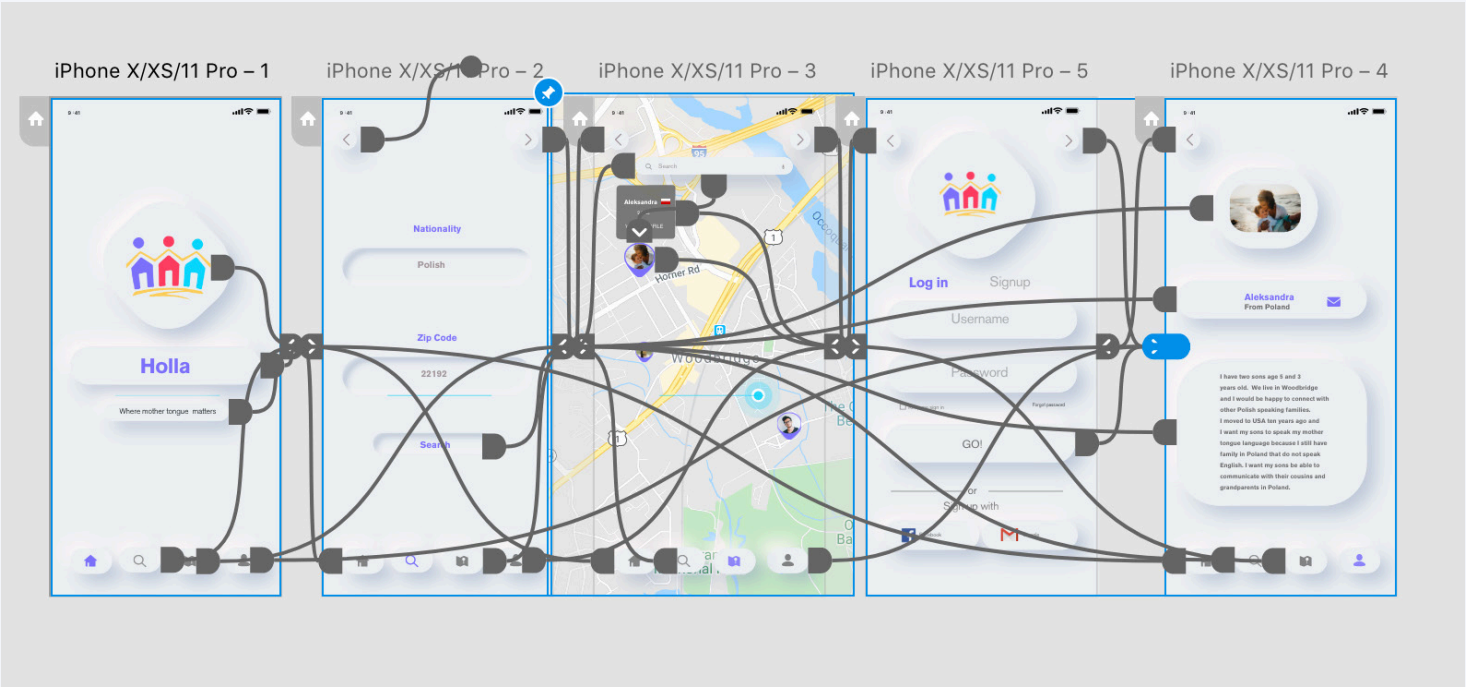 iPhone X/XS/11 Pro – 1
9:41
Holla
Where mother tongue matters
iPhone X/XS/11 Pro – 2
9:41
Nationality
Polish
Zip Code
22192
Search
iPhone X/XS/11 Pro – 3
95
Search
Aleksandra
1
Occoqua
Horner Rd
Woodbridge
1
iPhone X/XS/11 Pro – 5
9:41
Log in
Signup
Username
Password
Forgot password
GO!
or
Sign up with
iPhone X/XS/11 Pro – 4
9:41
Aleksandra
From Poland
I have two sons age 5 and 3
years old. We live in Woodbridge
and I would be happy to connect with
other Polish speaking families.
I moved to USA ten years ago and
I want my sons to speak my mother
tongue language because I still have
family in Poland that do not speak
English. I want my sons be able to
communicate with their cousins and
grandparents in Poland.